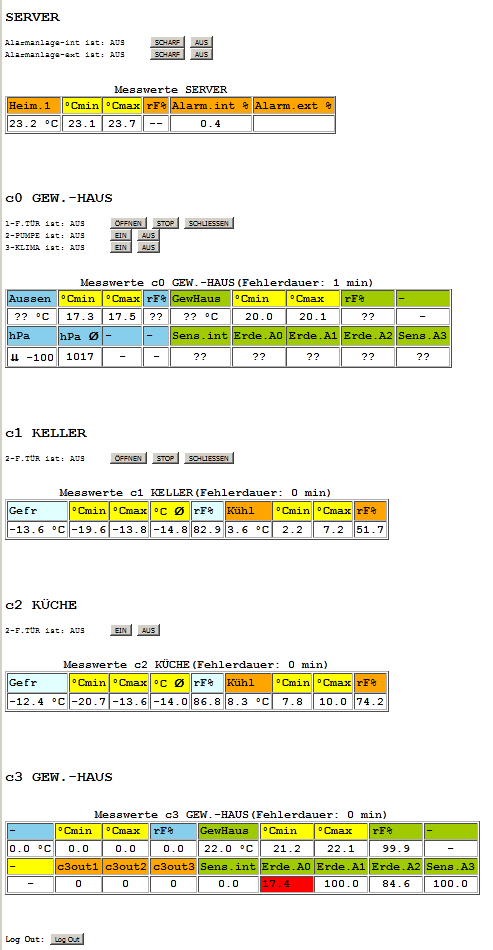 SERVER
Alarmanlage-int ist: AUS SCHARF AUS
Alarmanlage-ext ist: AUS SCHARF AUS
Messwerte SERVER
Heim.1 °Cmin °Cmax rF% Alarm.int % Alarm.ext %
23.2 °C 23.1 23.7 -- 0.4
c0 GEW.-HAUS
1-F.TÜR ist: AUS ÖFFNEN STOP SCHLIESSEN
2-PUMPE ist: AUS EIN AUS
3-KLIMA ist: AUS EIN AUS
Messwerte c0 GEW.-HAUS(Fehlerdauer: 1 min)
Aussen °Cmin °Cmax rF% GewHaus °Cmin °Cmax rF% -
?? °C 17.3 17.5 ?? ?? °C 20.0 20.1 ?? -
hPa hPa Ø - - Sens.int Erde.A0 Erde.A1 Erde.A2 Sens.A3
⇊ -100 1017 - - ?? ?? ?? ?? ??
c1 KELLER
2-F.TÜR ist: AUS ÖFFNEN STOP SCHLIESSEN
Messwerte c1 KELLER(Fehlerdauer: 0 min)
Gefr °Cmin °Cmax °C Ø rF% Kühl °Cmin °Cmax rF%
-13.6 °C -19.6 -13.8 -14.8 82.9 3.6 °C 2.2 7.2 51.7
c2 KÜCHE
2-F.TÜR ist: AUS EIN AUS
Messwerte c2 KÜCHE(Fehlerdauer: 0 min)
Gefr °Cmin °Cmax °C Ø rF% Kühl °Cmin °Cmax rF%
-12.4 °C -20.7 -13.6 -14.0 86.8 8.3 °C 7.8 10.0 74.2
c3 GEW.-HAUS
Messwerte c3 GEW.-HAUS(Fehlerdauer: 0 min)
- °Cmin °Cmax rF% GewHaus °Cmin °Cmax rF% -
0.0 °C 0.0 0.0 0.0 22.0 °C 21.2 22.1 99.9 -
- c3out1 c3out2 c3out3 Sens.int Erde.A0 Erde.A1 Erde.A2 Sens.A3
- 0 0 0 0.0 17.4 100.0 84.6 100.0
Log Out: Log Out